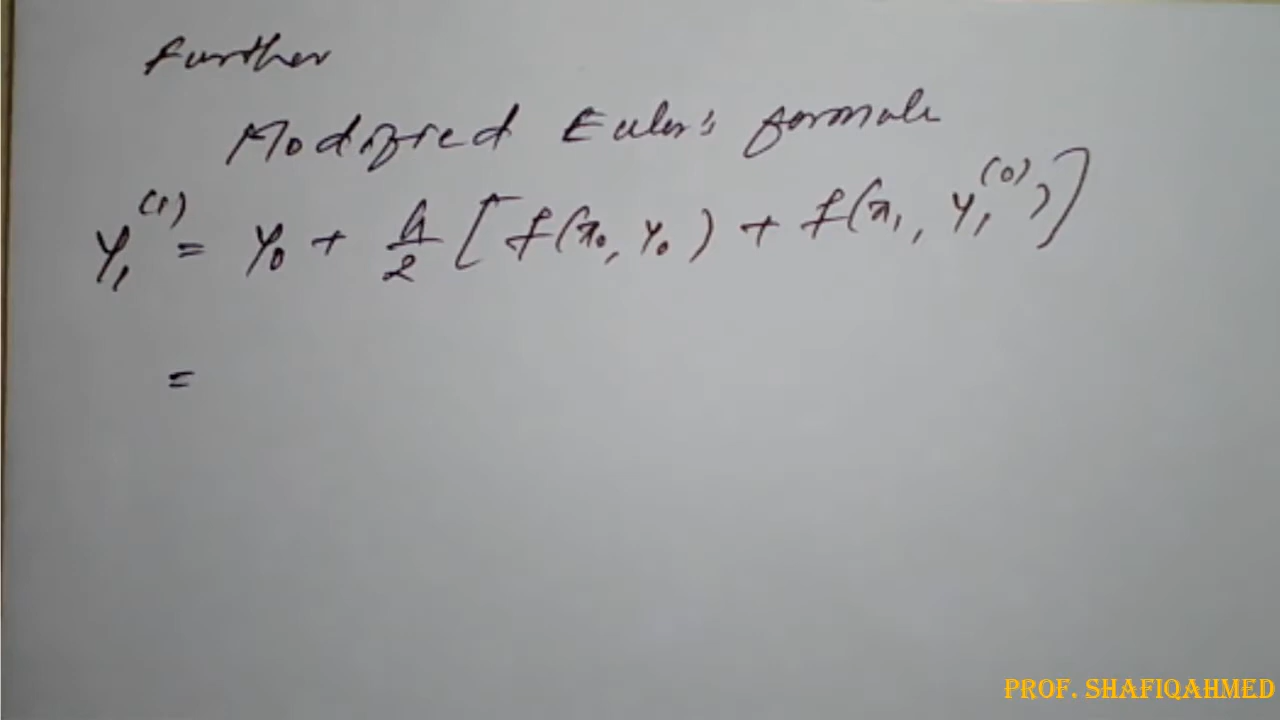 Further
Modified Euler's formula
y₁⁽¹⁾ = y₀ + h/2 [f(x₀, y₀) + f(x₁, y₁⁽⁰⁾)]
=
PROF. SHAFIQAHMED